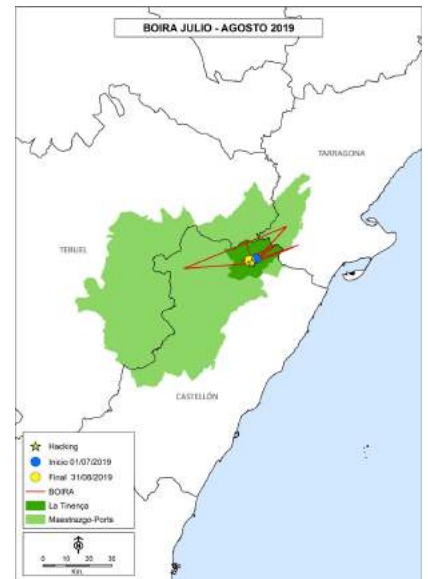 BOIRA JULIO - AGOSTO 2019
TARRAGONA
TERUEL
CASTELLÓN
Hacking
Inicio 01/07/2019
Final 31/08/2019
BOIRA
La Tinença
Maestrazgo-Ports
N
0 5 10 20 30
Km.